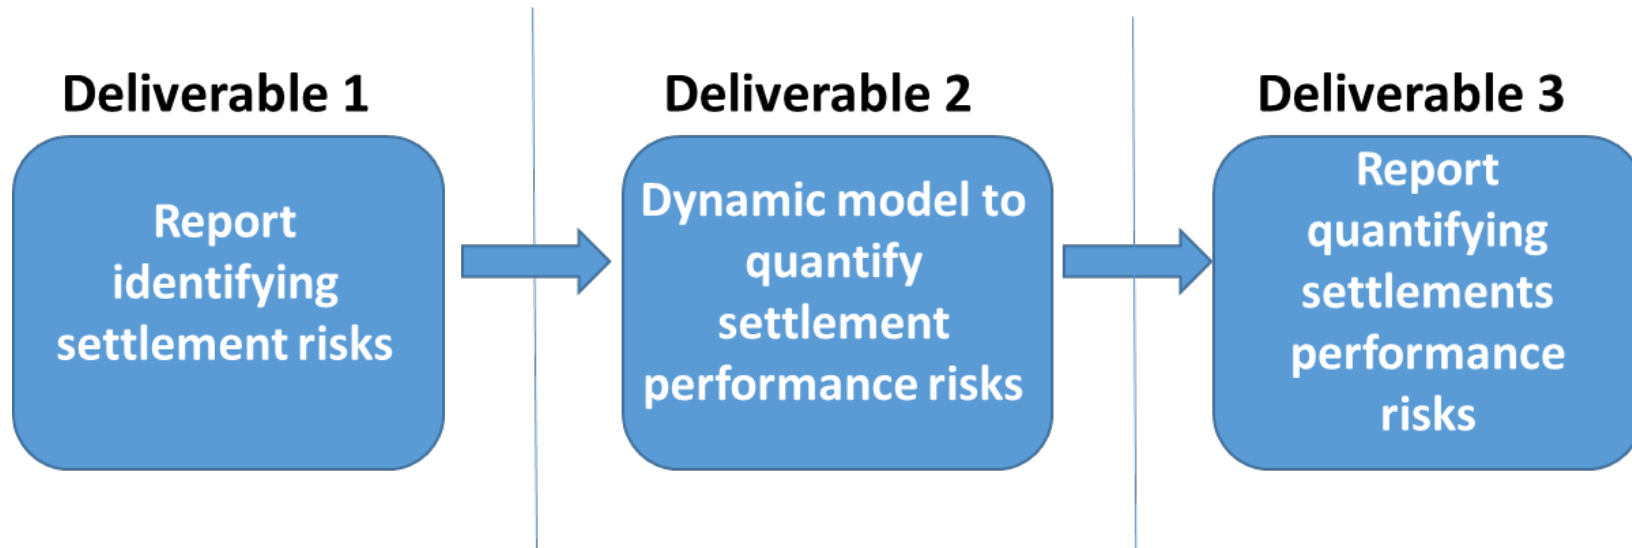 Deliverable 1
Report
identifying
settlement risks
Deliverable 2
Dynamic model to
quantify
settlement
performance risks
Deliverable 3
Report
quantifying
settlements
performance
risks